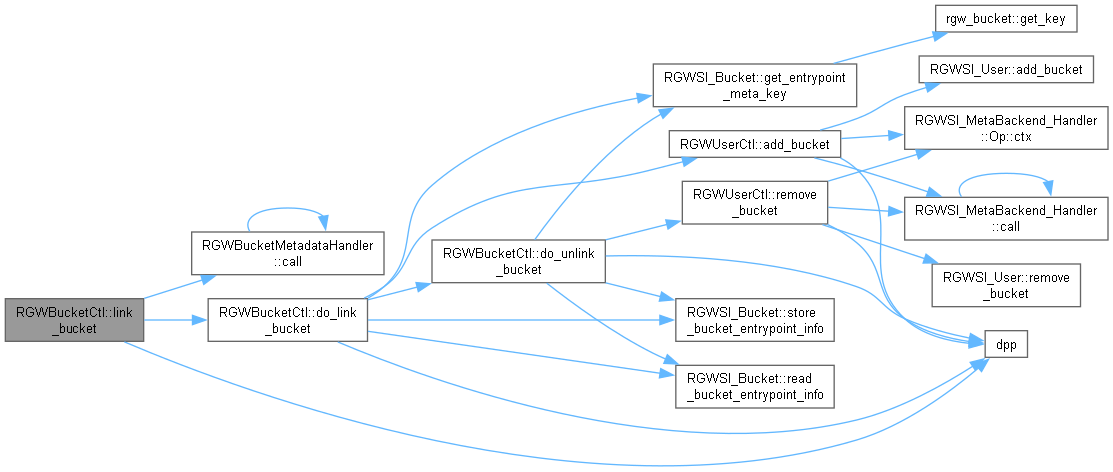 rgw_bucket::get_key
RGWSI_User::add_bucket
RGWSI_Bucket::get_entrypoint
_meta_key
RGWSI_MetaBackend_Handler
::Op::ctx
RGWUserCtl::add_bucket
RGWUserCtl::remove
_bucket
RGWSI_MetaBackend_Handler
::call
RGWBucketMetadataHandler
::call
RGWBucketCtl::do_unlink
_bucket
RGWSI_User::remove
_bucket
RGWBucketCtl::link
_bucket
RGWBucketCtl::do_link
_bucket
RGWSI_Bucket::store
_bucket_entrypoint_info
dpp
RGWSI_Bucket::read
_bucket_entrypoint_info